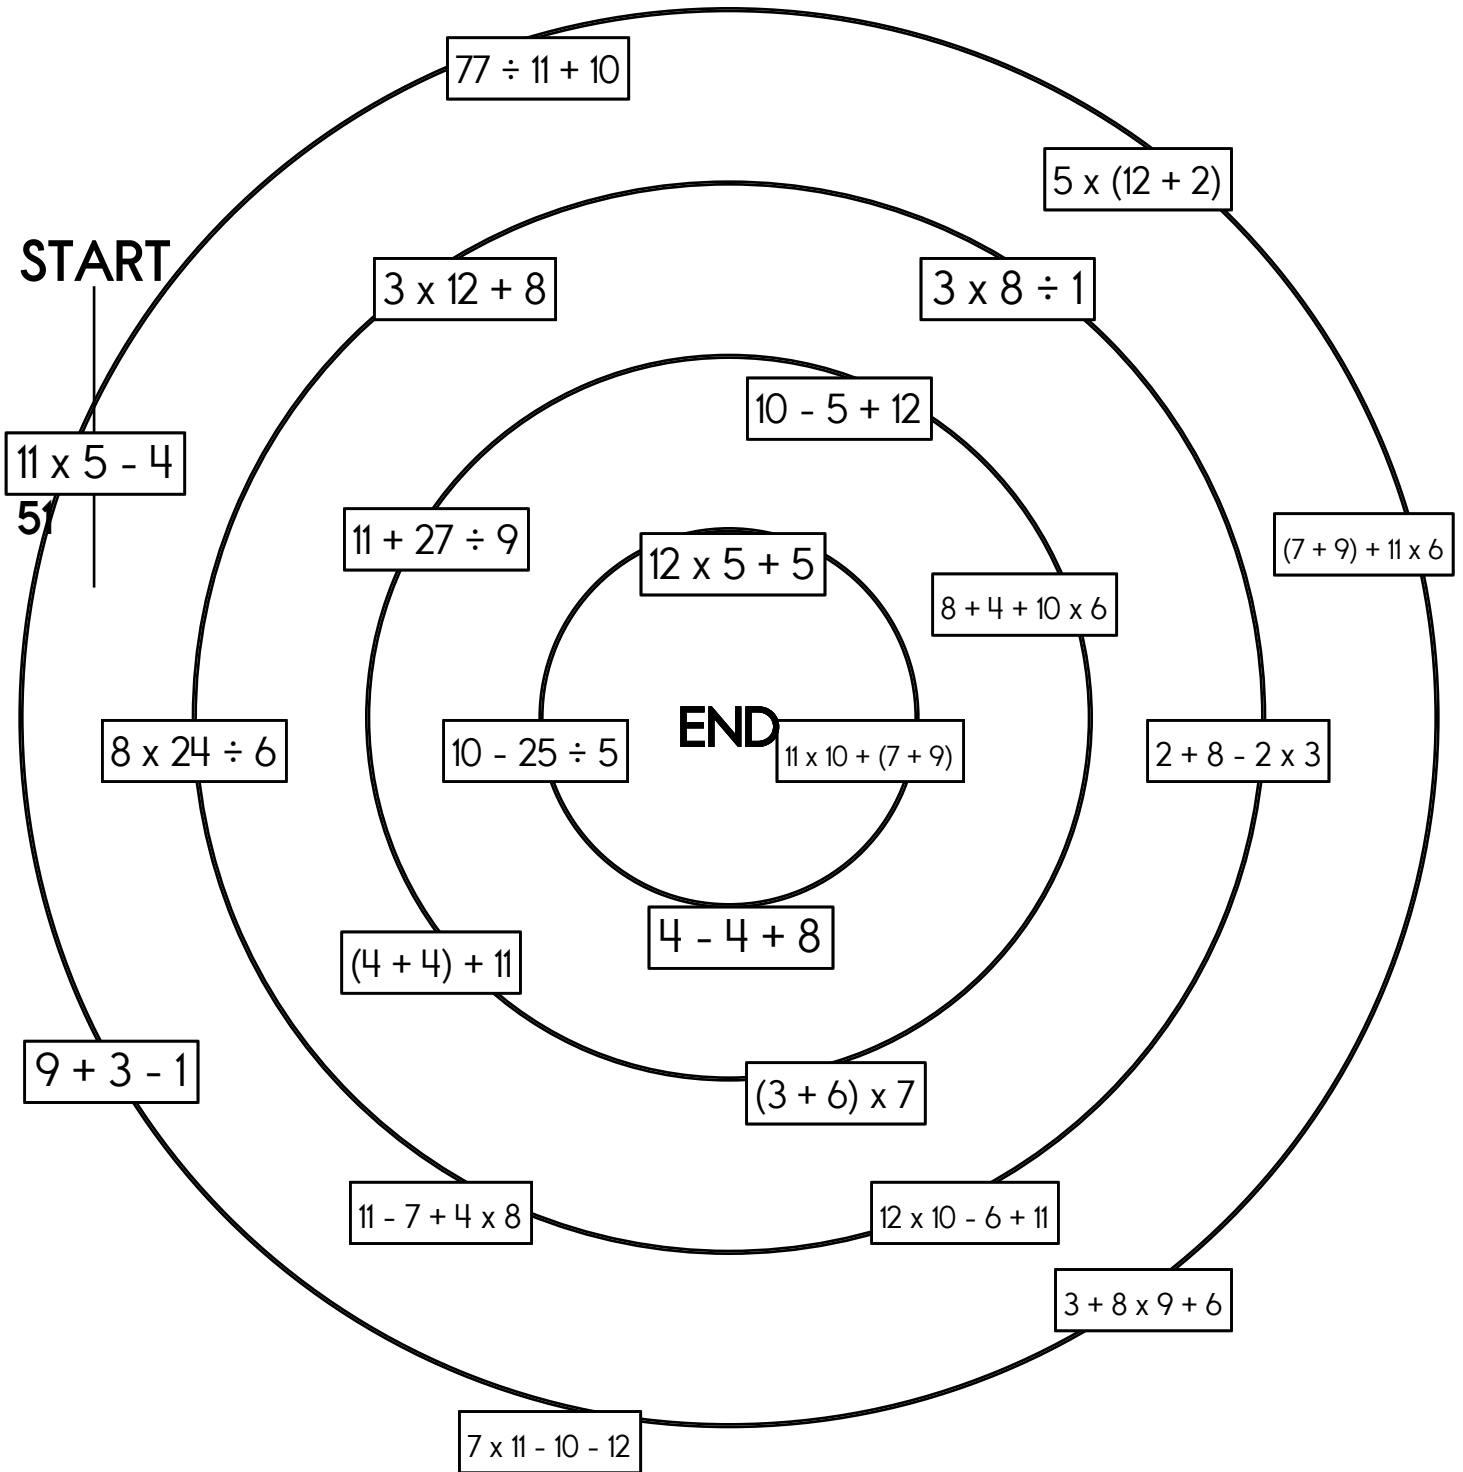 77 ÷ 11 + 10
5 x (12 + 2)
START
3 x 12 + 8
3 x 8 ÷ 1
10 - 5 + 12
11 x 5 - 4
51
11 + 27 ÷ 9
(7 + 9) + 11 x 6
12 x 5 + 5
8 + 4 + 10 x 6
END
8 x 24 ÷ 6
10 - 25 ÷ 5
11 x 10 + (7 + 9)
2 + 8 - 2 x 3
4 - 4 + 8
(4 + 4) + 11
9 + 3 - 1
(3 + 6) x 7
11 - 7 + 4 x 8
12 x 10 - 6 + 11
3 + 8 x 9 + 6
7 x 11 - 10 - 12